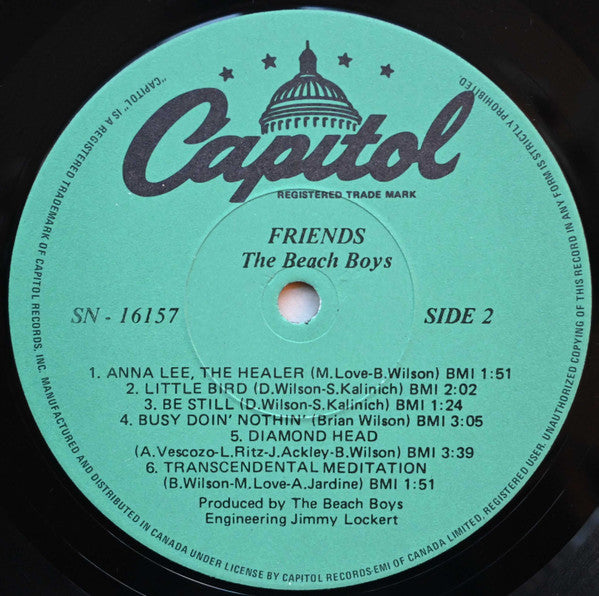 Capitol
REGISTERED TRADE MARK
FRIENDS
The Beach Boys
SN - 16157
SIDE 2
1. ANNA LEE, THE HEALER (M.Love-B.Wilson) BMI 1:51
2. LITTLE BIRD (D.Wilson-S.Kalinich) BMI 2:02
3. BE STILL (D.Wilson-S.Kalinich) BMI 1:24
4. BUSY DOIN' NOTHIN' (Brian Wilson) BMI 3:05
5. DIAMOND HEAD
(A.Vescozo-L.Ritz-J.Ackley-B.Wilson) BMI 3:39
6. TRANSCENDENTAL MEDITATION
(B.Wilson-M.Love-A.Jardine) BMI 1:51
Produced by The Beach Boys
Engineering Jimmy Lockert
"CAPITOL" IS A REGISTERED TRADEMARK OF CAPITOL RECORDS, INC. MANUFACTURED AND DISTRIBUTED IN CANADA UNDER LICENSE BY CAPITOL RECORDS-EMI OF CANADA LIMITED, REGISTERED USER. UNAUTHORIZED COPYING OF THIS RECORD IN ANY FORM IS STRICTLY PROHIBITED.